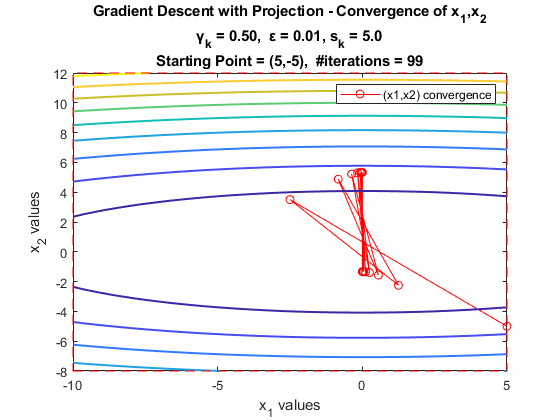 Gradient Descent with Projection - Convergence of x₁,x₂
γₖ = 0.50, ε = 0.01, sₖ = 5.0
Starting Point = (5,-5), #iterations = 99
12
10
8
6
4
2
0
-2
-4
-6
-8
x₂ values
(x1,x2) convergence
-10
-5
0
5
x₁ values